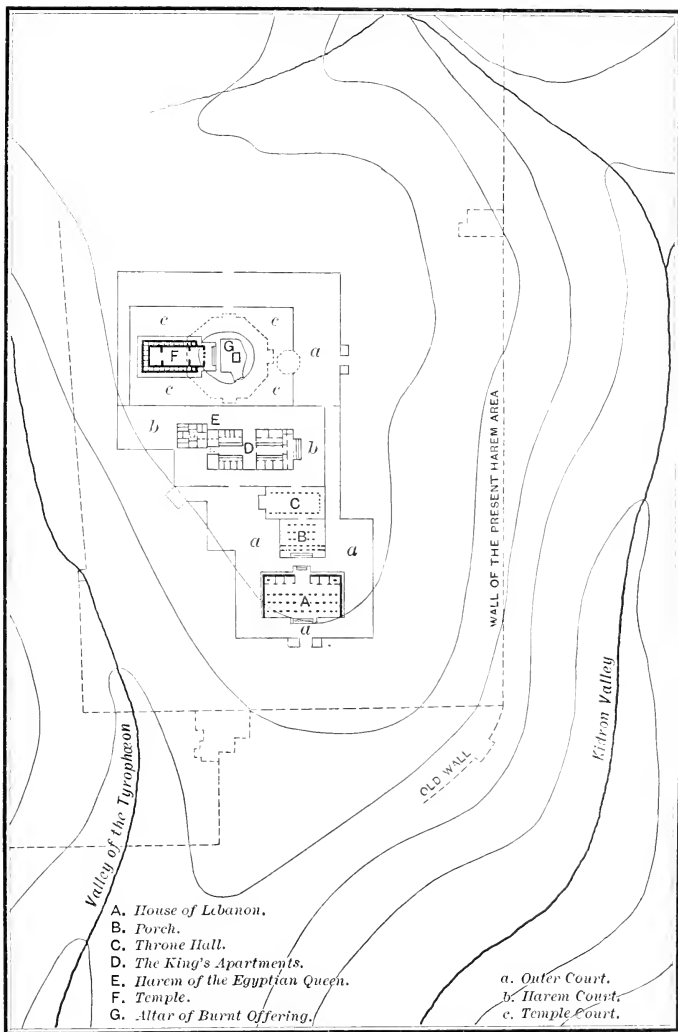 c
c
a
F
G
c
c
b
E
D
b
C
a
B
a
A
a
WALL OF THE PRESENT HAREM AREA
Kidron Valley
OLD WALL
Valley of the Tyrophœon
A. House of Lebanon.
B. Porch.
C. Throne Hall.
D. The King's Apartments.
E. Harem of the Egyptian Queen.
F. Temple.
G. Altar of Burnt Offering.
a. Outer Court.
b. Harem Court.
c. Temple Court.